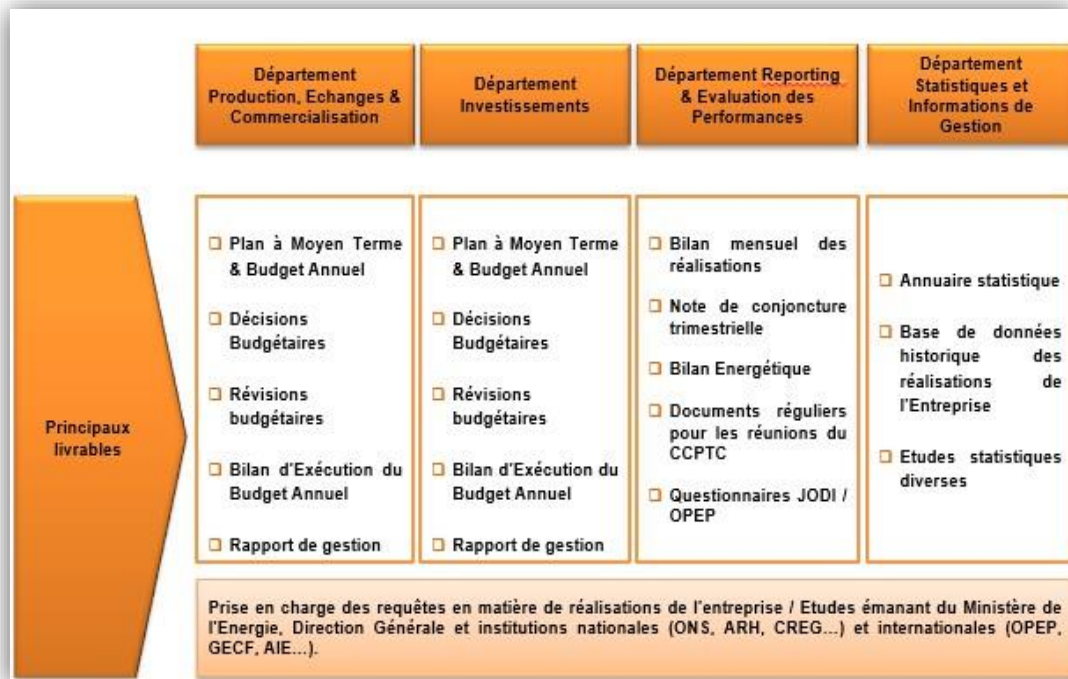 Département
Production, Echanges &
Commercialisation
Département
Investissements
Département Reporting
& Evaluation des
Performances
Département
Statistiques et
Informations de
Gestion
Principaux
livrables
Plan à Moyen Terme
& Budget Annuel
Décisions
Budgétaires
Révisions
budgétaires
Bilan d'Exécution du
Budget Annuel
Rapport de gestion
Plan à Moyen Terme
& Budget Annuel
Décisions
Budgétaires
Révisions
budgétaires
Bilan d'Exécution du
Budget Annuel
Rapport de gestion
Bilan mensuel des
réalisations
Note de conjoncture
trimestrielle
Bilan Energétique
Documents réguliers
pour les réunions du
CCPTC
Questionnaires JODI /
OPEP
Annuaire statistique
Base de données
historique des
réalisations de
l'Entreprise
Etudes statistiques
diverses
Prise en charge des requêtes en matière de réalisations de l'entreprise / Etudes émanant du Ministère de
l'Energie, Direction Générale et institutions nationales (ONS, ARH, CREG...) et internationales (OPEP,
GECF, AIE...).